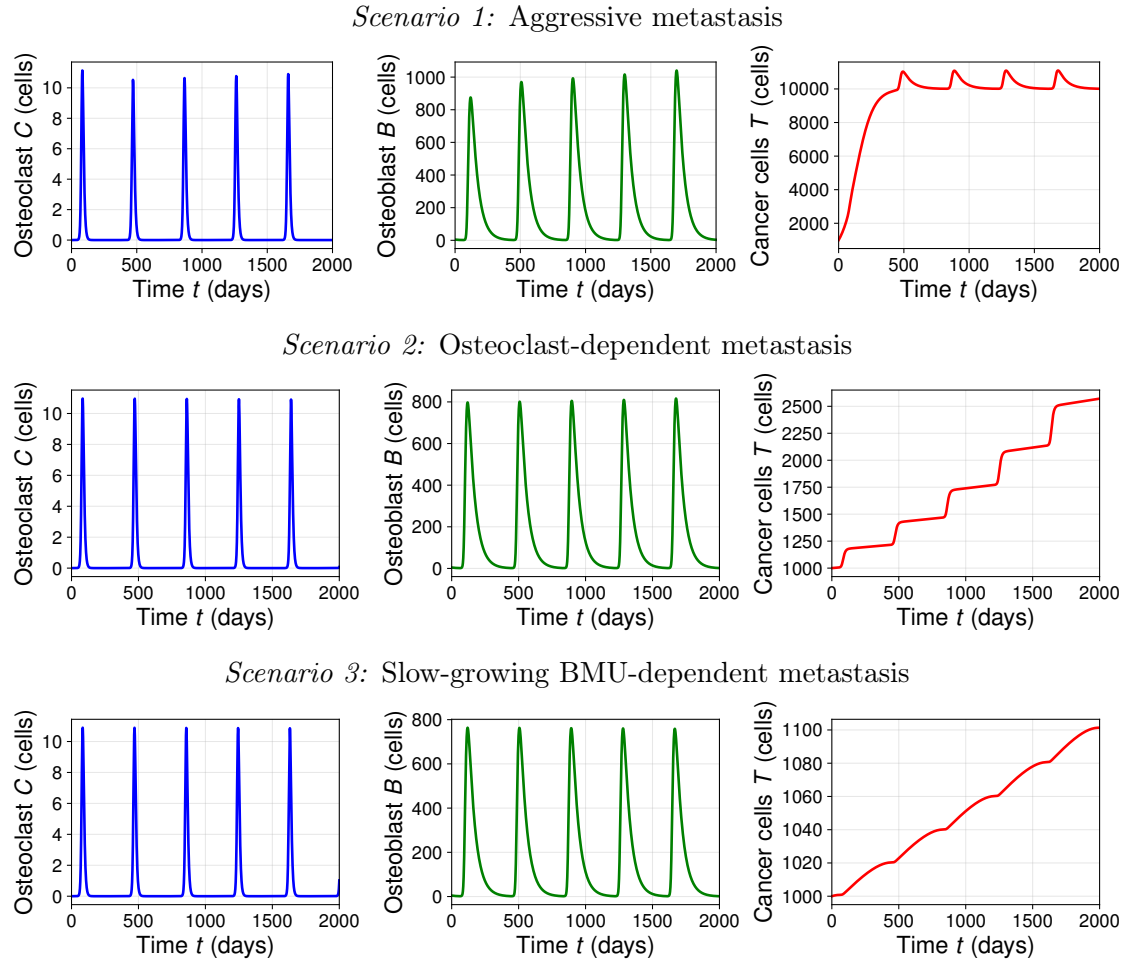 Scenario 1: Aggressive metastasis
Osteoclast C (cells)
10
8
6
4
2
0
0 500 1000 1500 2000
Time t (days)
Osteoblast B (cells)
1000
800
600
400
200
0
0 500 1000 1500 2000
Time t (days)
Cancer cells T (cells)
10000
8000
6000
4000
2000
0 500 1000 1500 2000
Time t (days)
Scenario 2: Osteoclast-dependent metastasis
Osteoclast C (cells)
10
8
6
4
2
0
0 500 1000 1500 2000
Time t (days)
Osteoblast B (cells)
800
600
400
200
0
0 500 1000 1500 2000
Time t (days)
Cancer cells T (cells)
2500
2250
2000
1750
1500
1250
1000
0 500 1000 1500 2000
Time t (days)
Scenario 3: Slow-growing BMU-dependent metastasis
Osteoclast C (cells)
10
8
6
4
2
0
0 500 1000 1500 2000
Time t (days)
Osteoblast B (cells)
800
600
400
200
0
0 500 1000 1500 2000
Time t (days)
Cancer cells T (cells)
1100
1080
1060
1040
1020
1000
0 500 1000 1500 2000
Time t (days)